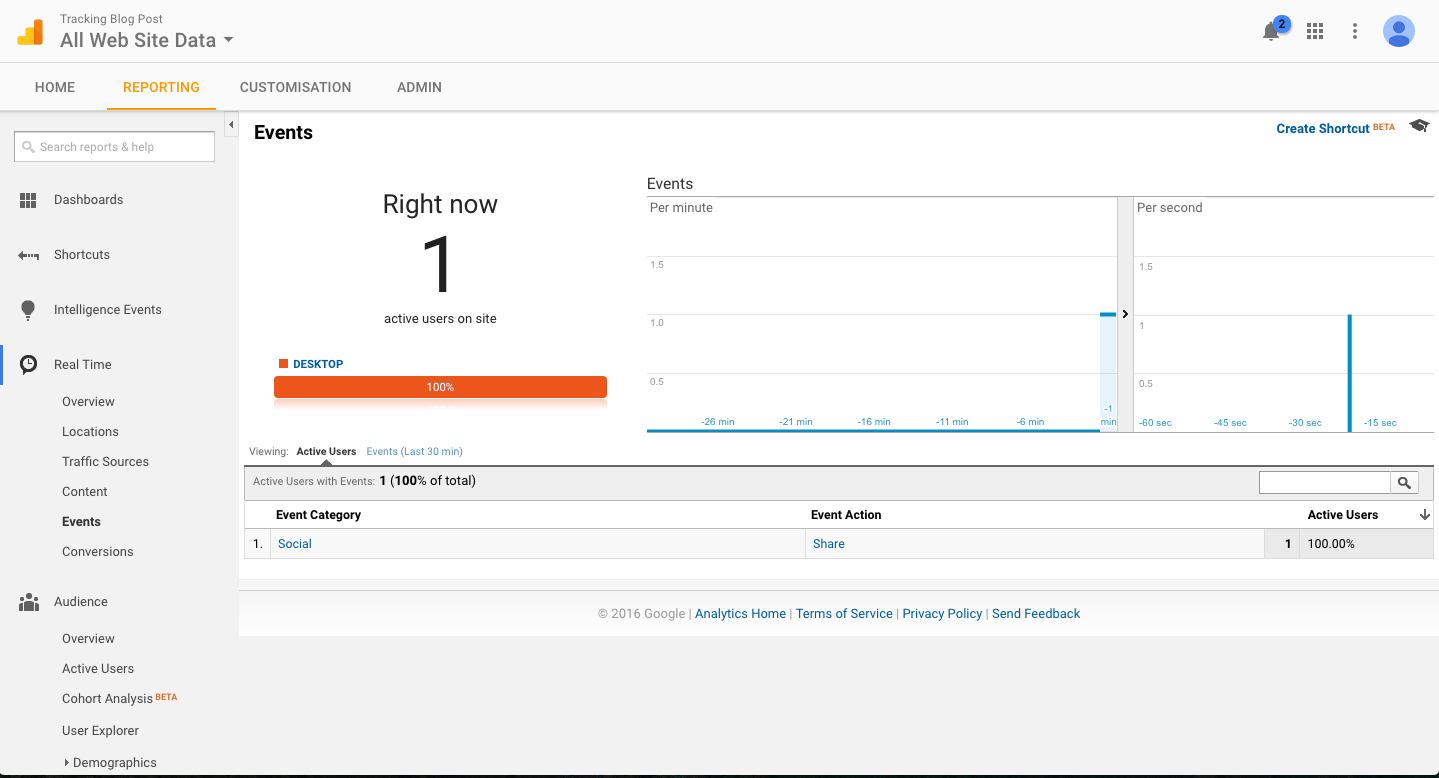 Tracking Blog Post
All Web Site Data
2
HOME
REPORTING
CUSTOMISATION
ADMIN
Search reports & help
Dashboards
Shortcuts
Intelligence Events
Real Time
Overview
Locations
Traffic Sources
Content
Events
Conversions
Audience
Overview
Active Users
Cohort Analysis BETA
User Explorer
Demographics
Events
Create Shortcut BETA
Right now
1
active users on site
DESKTOP
100%
Events
Per minute
1.5
1.0
0.5
-26 min
-21 min
-16 min
-11 min
-6 min
-1
min
Per second
1.5
1
0.5
-60 sec
-45 sec
-30 sec
-15 sec
Viewing: Active Users Events (Last 30 min)
Active Users with Events: 1 (100% of total)
Event Category Event Action Active Users
1. Social Share 1 100.00%
© 2016 Google | Analytics Home | Terms of Service | Privacy Policy | Send Feedback